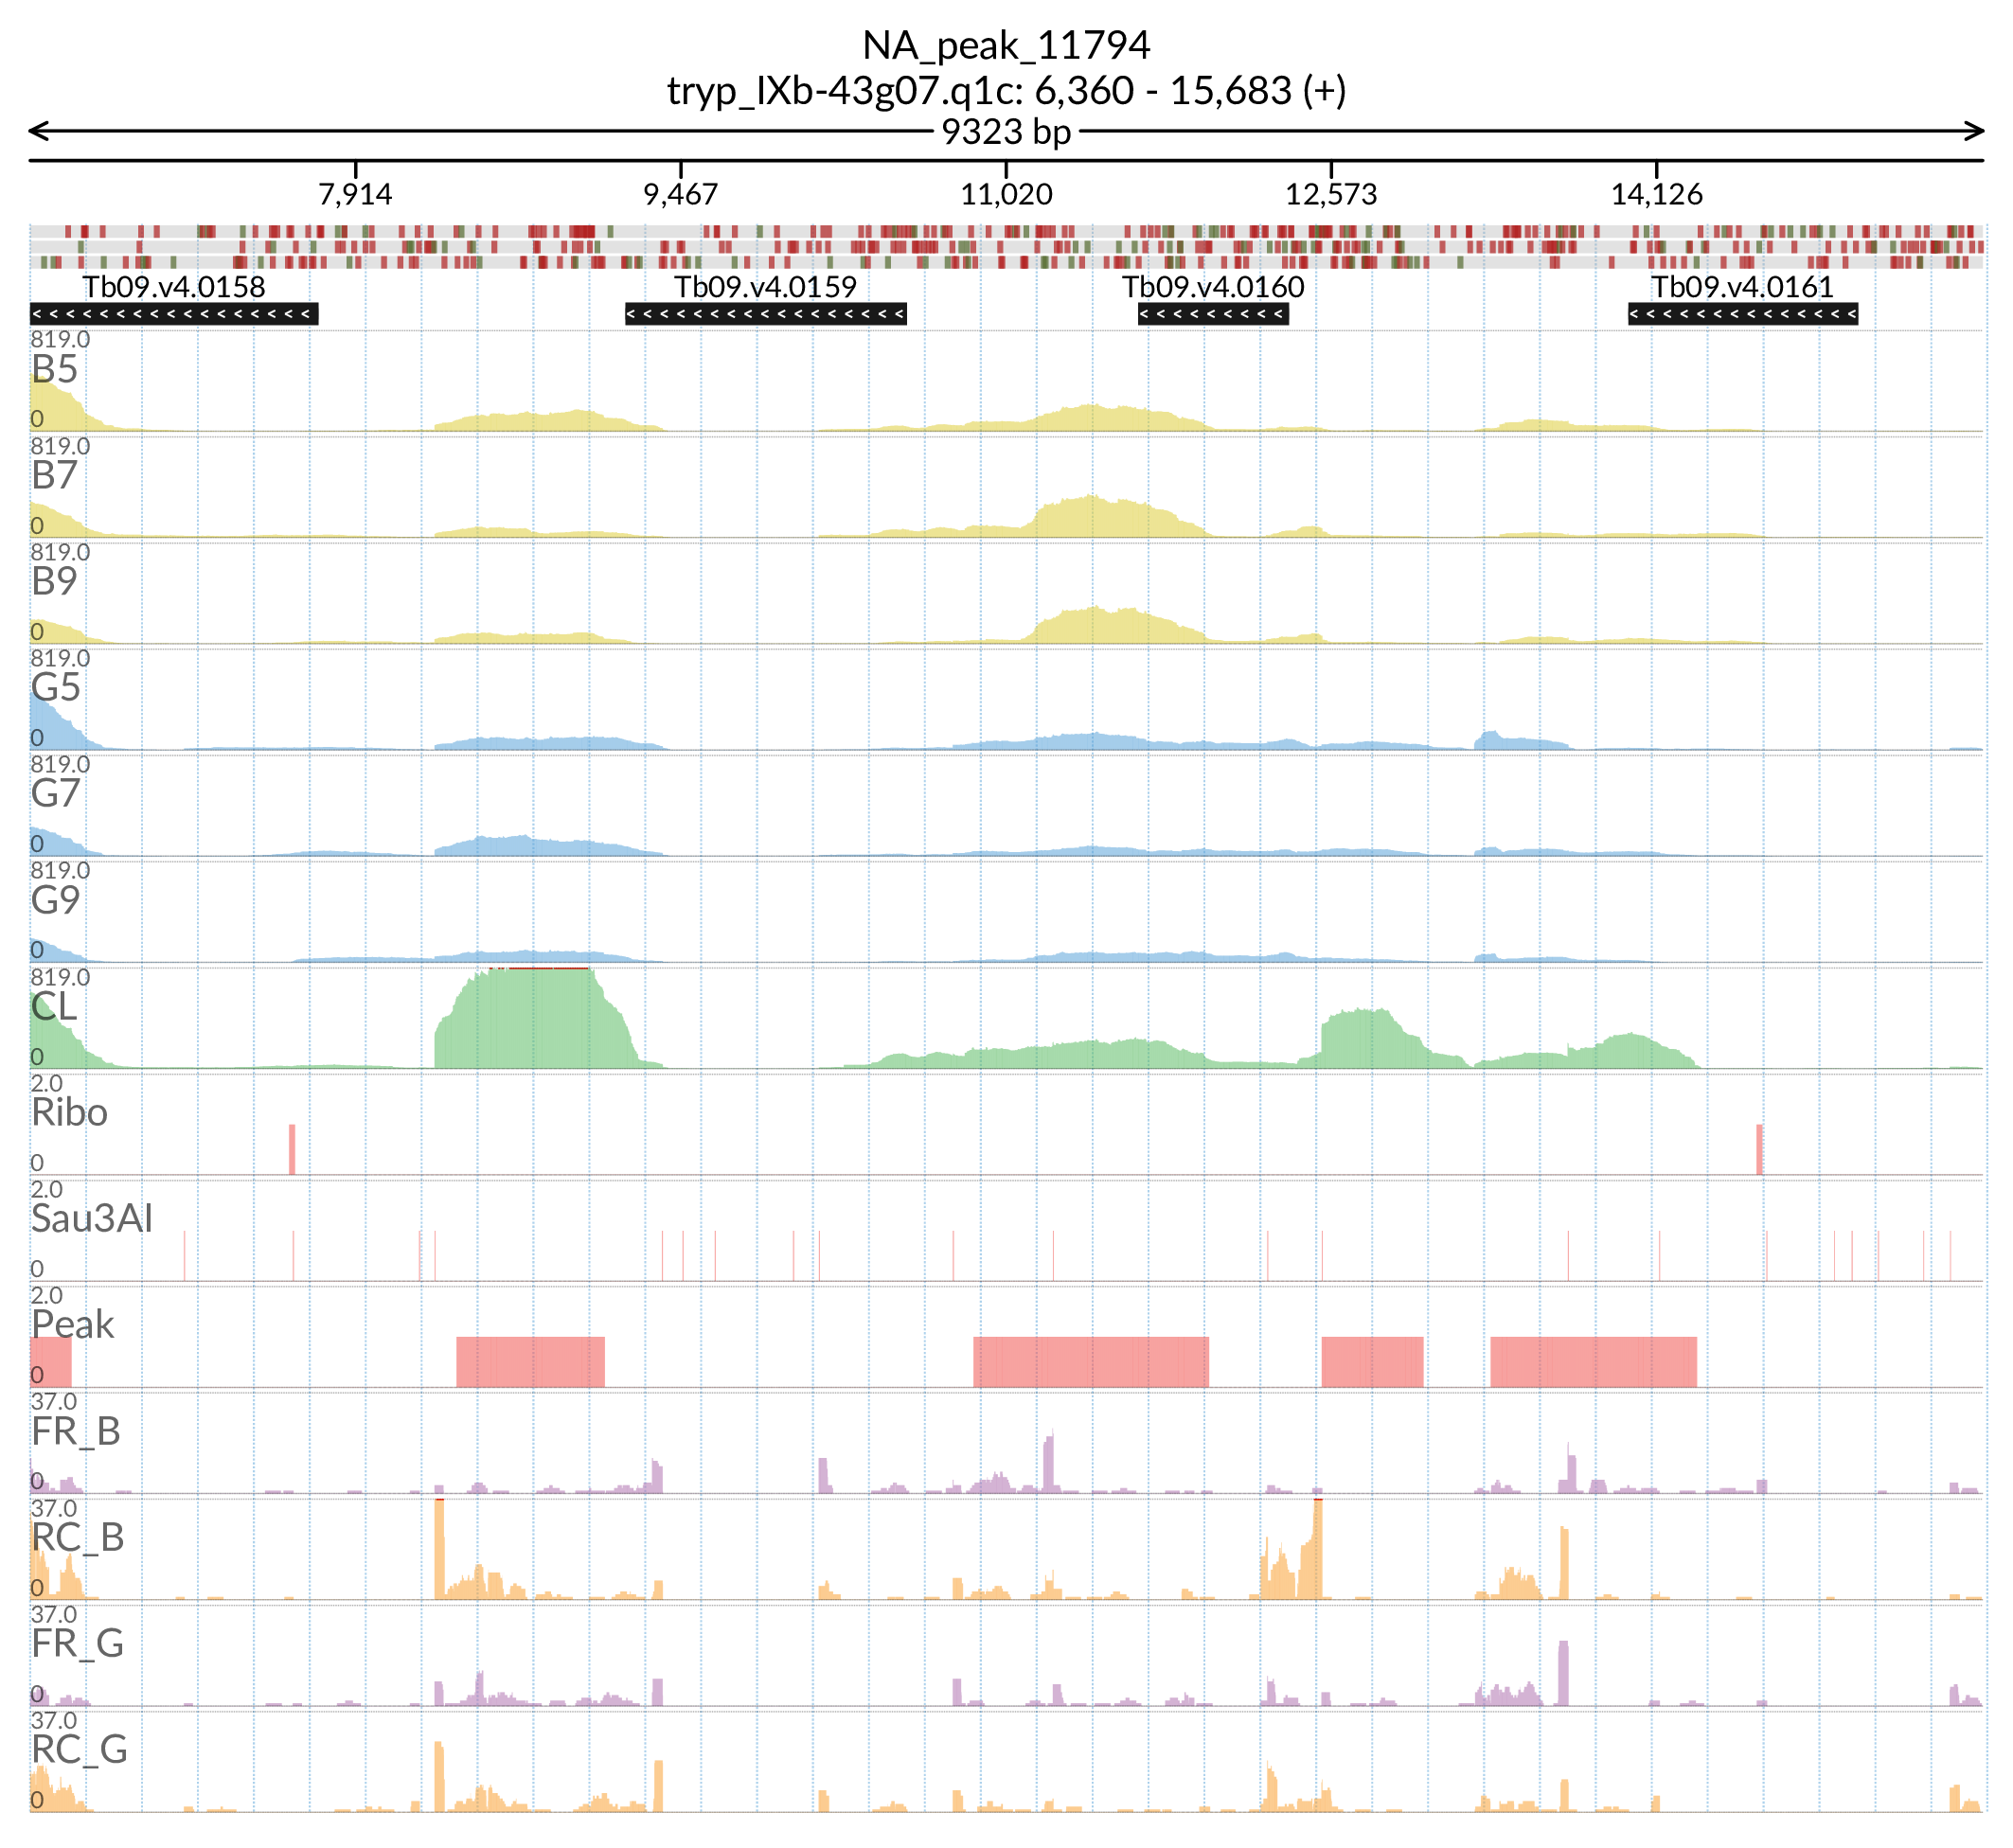 NA_peak_11794
tryp_IXb-43g07.q1c: 6,360 - 15,683 (+)
9323 bp
7,914 9,467 11,020 12,573 14,126
Tb09.v4.0158 Tb09.v4.0159 Tb09.v4.0160 Tb09.v4.0161
819.0
B5
0
819.0
B7
0
819.0
B9
0
819.0
G5
0
819.0
G7
0
819.0
G9
0
819.0
CL
0
2.0
Ribo
0
2.0
Sau3AI
0
2.0
Peak
0
37.0
FR_B
0
37.0
RC_B
0
37.0
FR_G
0
37.0
RC_G
0